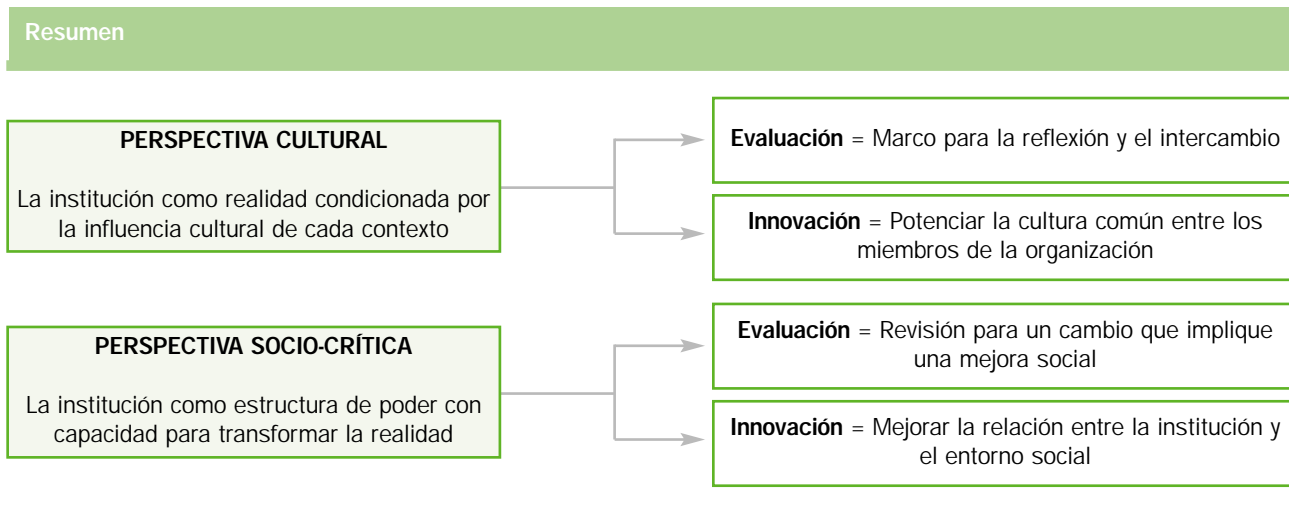 Resumen
PERSPECTIVA CULTURAL
La institución como realidad condicionada por
la influencia cultural de cada contexto
Evaluación = Marco para la reflexión y el intercambio
Innovación = Potenciar la cultura común entre los
miembros de la organización
PERSPECTIVA SOCIO-CRÍTICA
La institución como estructura de poder con
capacidad para transformar la realidad
Evaluación = Revisión para un cambio que implique
una mejora social
Innovación = Mejorar la relación entre la institución y
el entorno social